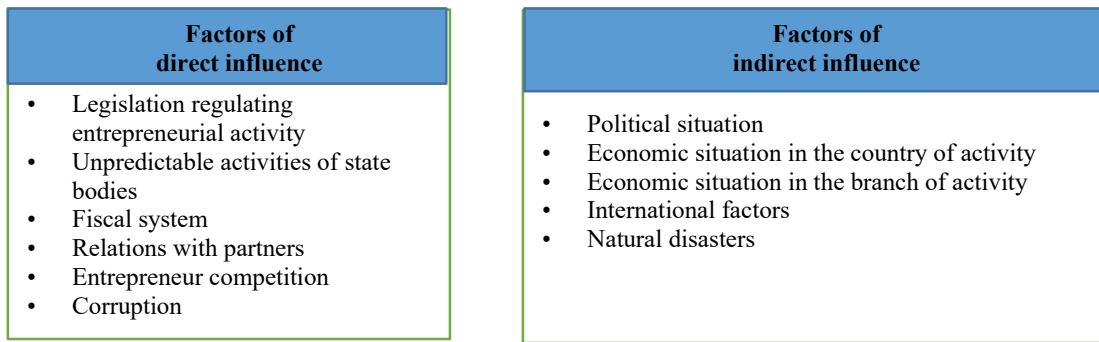 Factors of
direct influence
• Legislation regulating
entrepreneurial activity
• Unpredictable activities of state
bodies
• Fiscal system
• Relations with partners
• Entrepreneur competition
• Corruption
Factors of
indirect influence
• Political situation
• Economic situation in the country of activity
• Economic situation in the branch of activity
• International factors
• Natural disasters